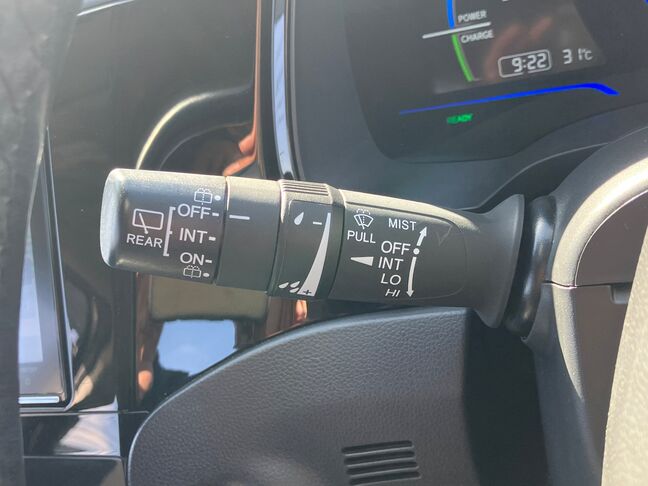 POWER
CHARGE
9:22 31℃
READY
OFF
REAR INT
ON
- +
PULL
MIST
OFF
INT
LO
HI